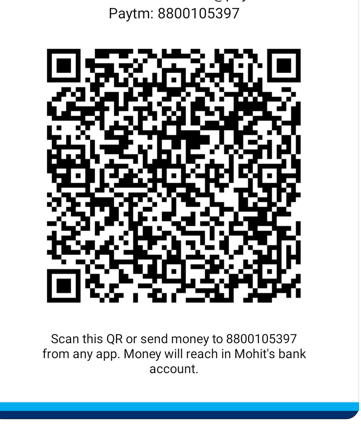 Paytm: 8800105397
Scan this QR or send money to 8800105397
from any app. Money will reach in Mohit's bank
account.